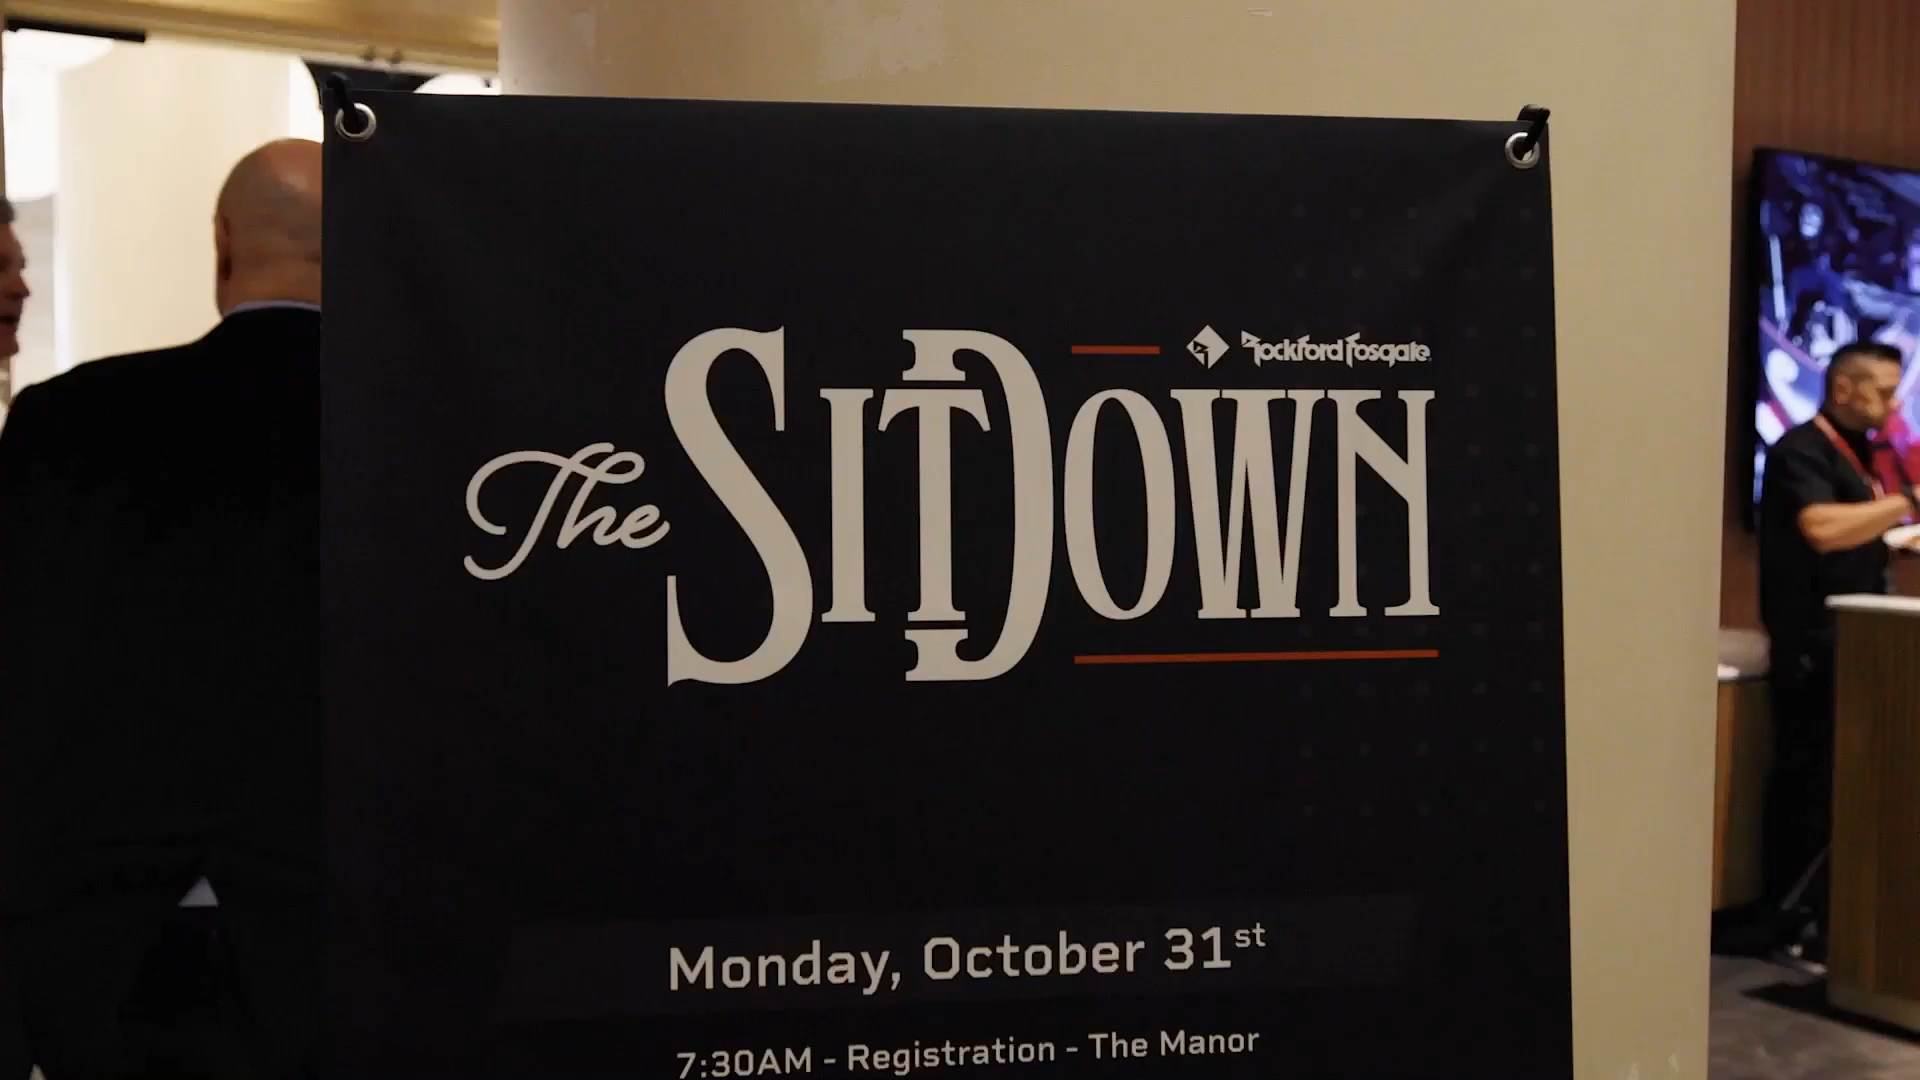 Rockford Fosgate
The SITDOWN
Monday, October 31st
7:30AM - Registration - The Manor